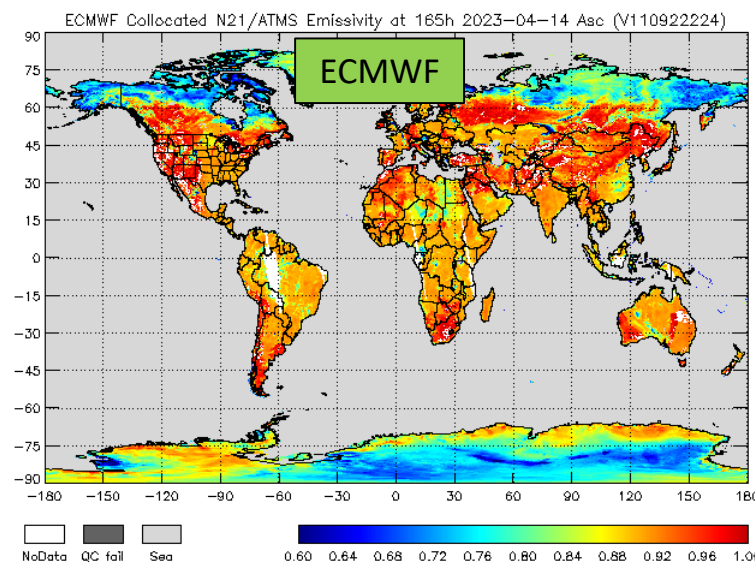 ECMWF Collocated N21/ATMS Emissivity at 165h 2023-04-14 Asc (V110922224)
ECMWF
90
75
60
45
30
15
0
-15
-30
-45
-60
-75
-90
-180 -150 -120 -90 -60 -30 0 30 60 90 120 150 180
NoData QC fail Sea
0.60 0.64 0.68 0.72 0.76 0.80 0.84 0.88 0.92 0.96 1.00